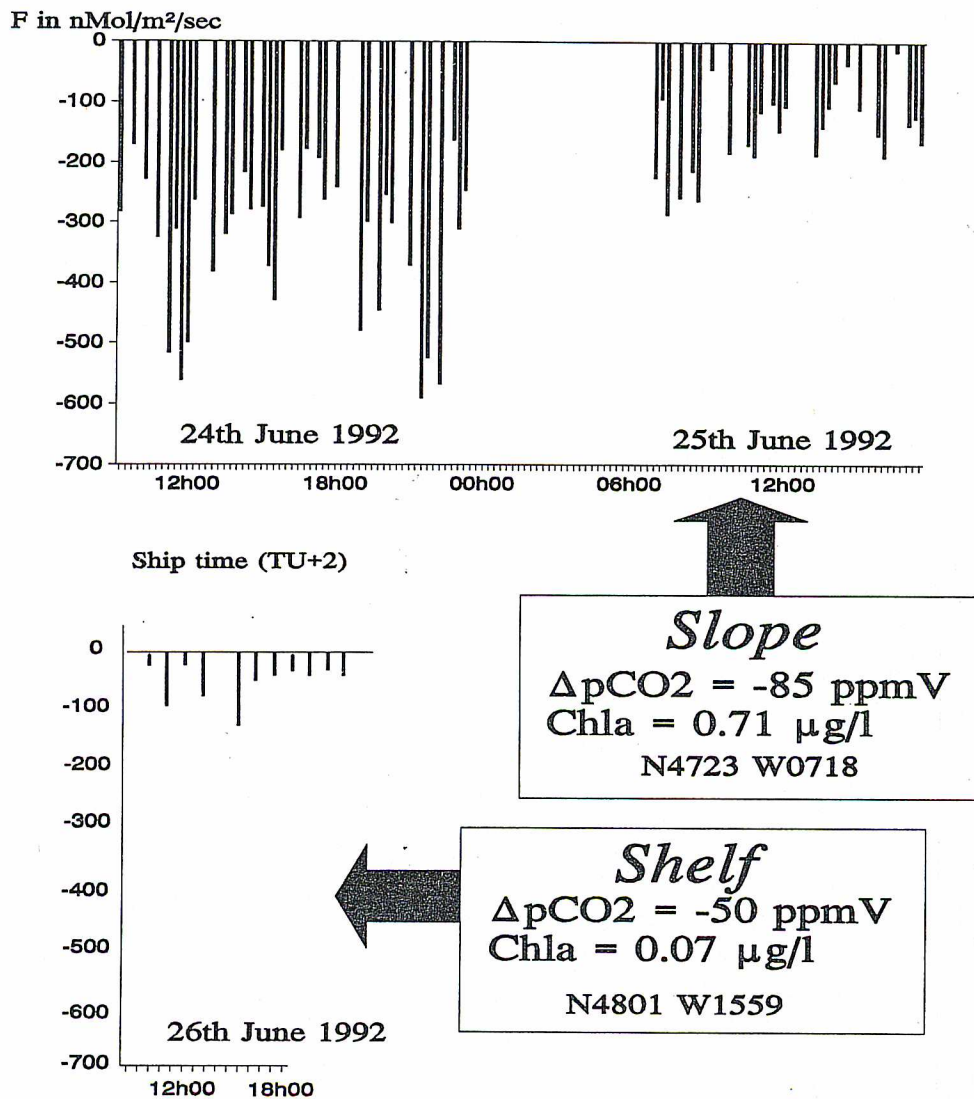 F in nMol/m²/sec
0
-100
-200
-300
-400
-500
-600
-700
24th June 1992
25th June 1992
12h00 18h00 00h00 06h00 12h00
Ship time (TU+2)
Slope
ΔpCO2 = -85 ppmV
Chla = 0.71 µg/l
N4723 W0718
0
-100
-200
-300
-400
-500
-600
-700
26th June 1992
12h00 18h00
Shelf
ΔpCO2 = -50 ppmV
Chla = 0.07 µg/l
N4801 W1559